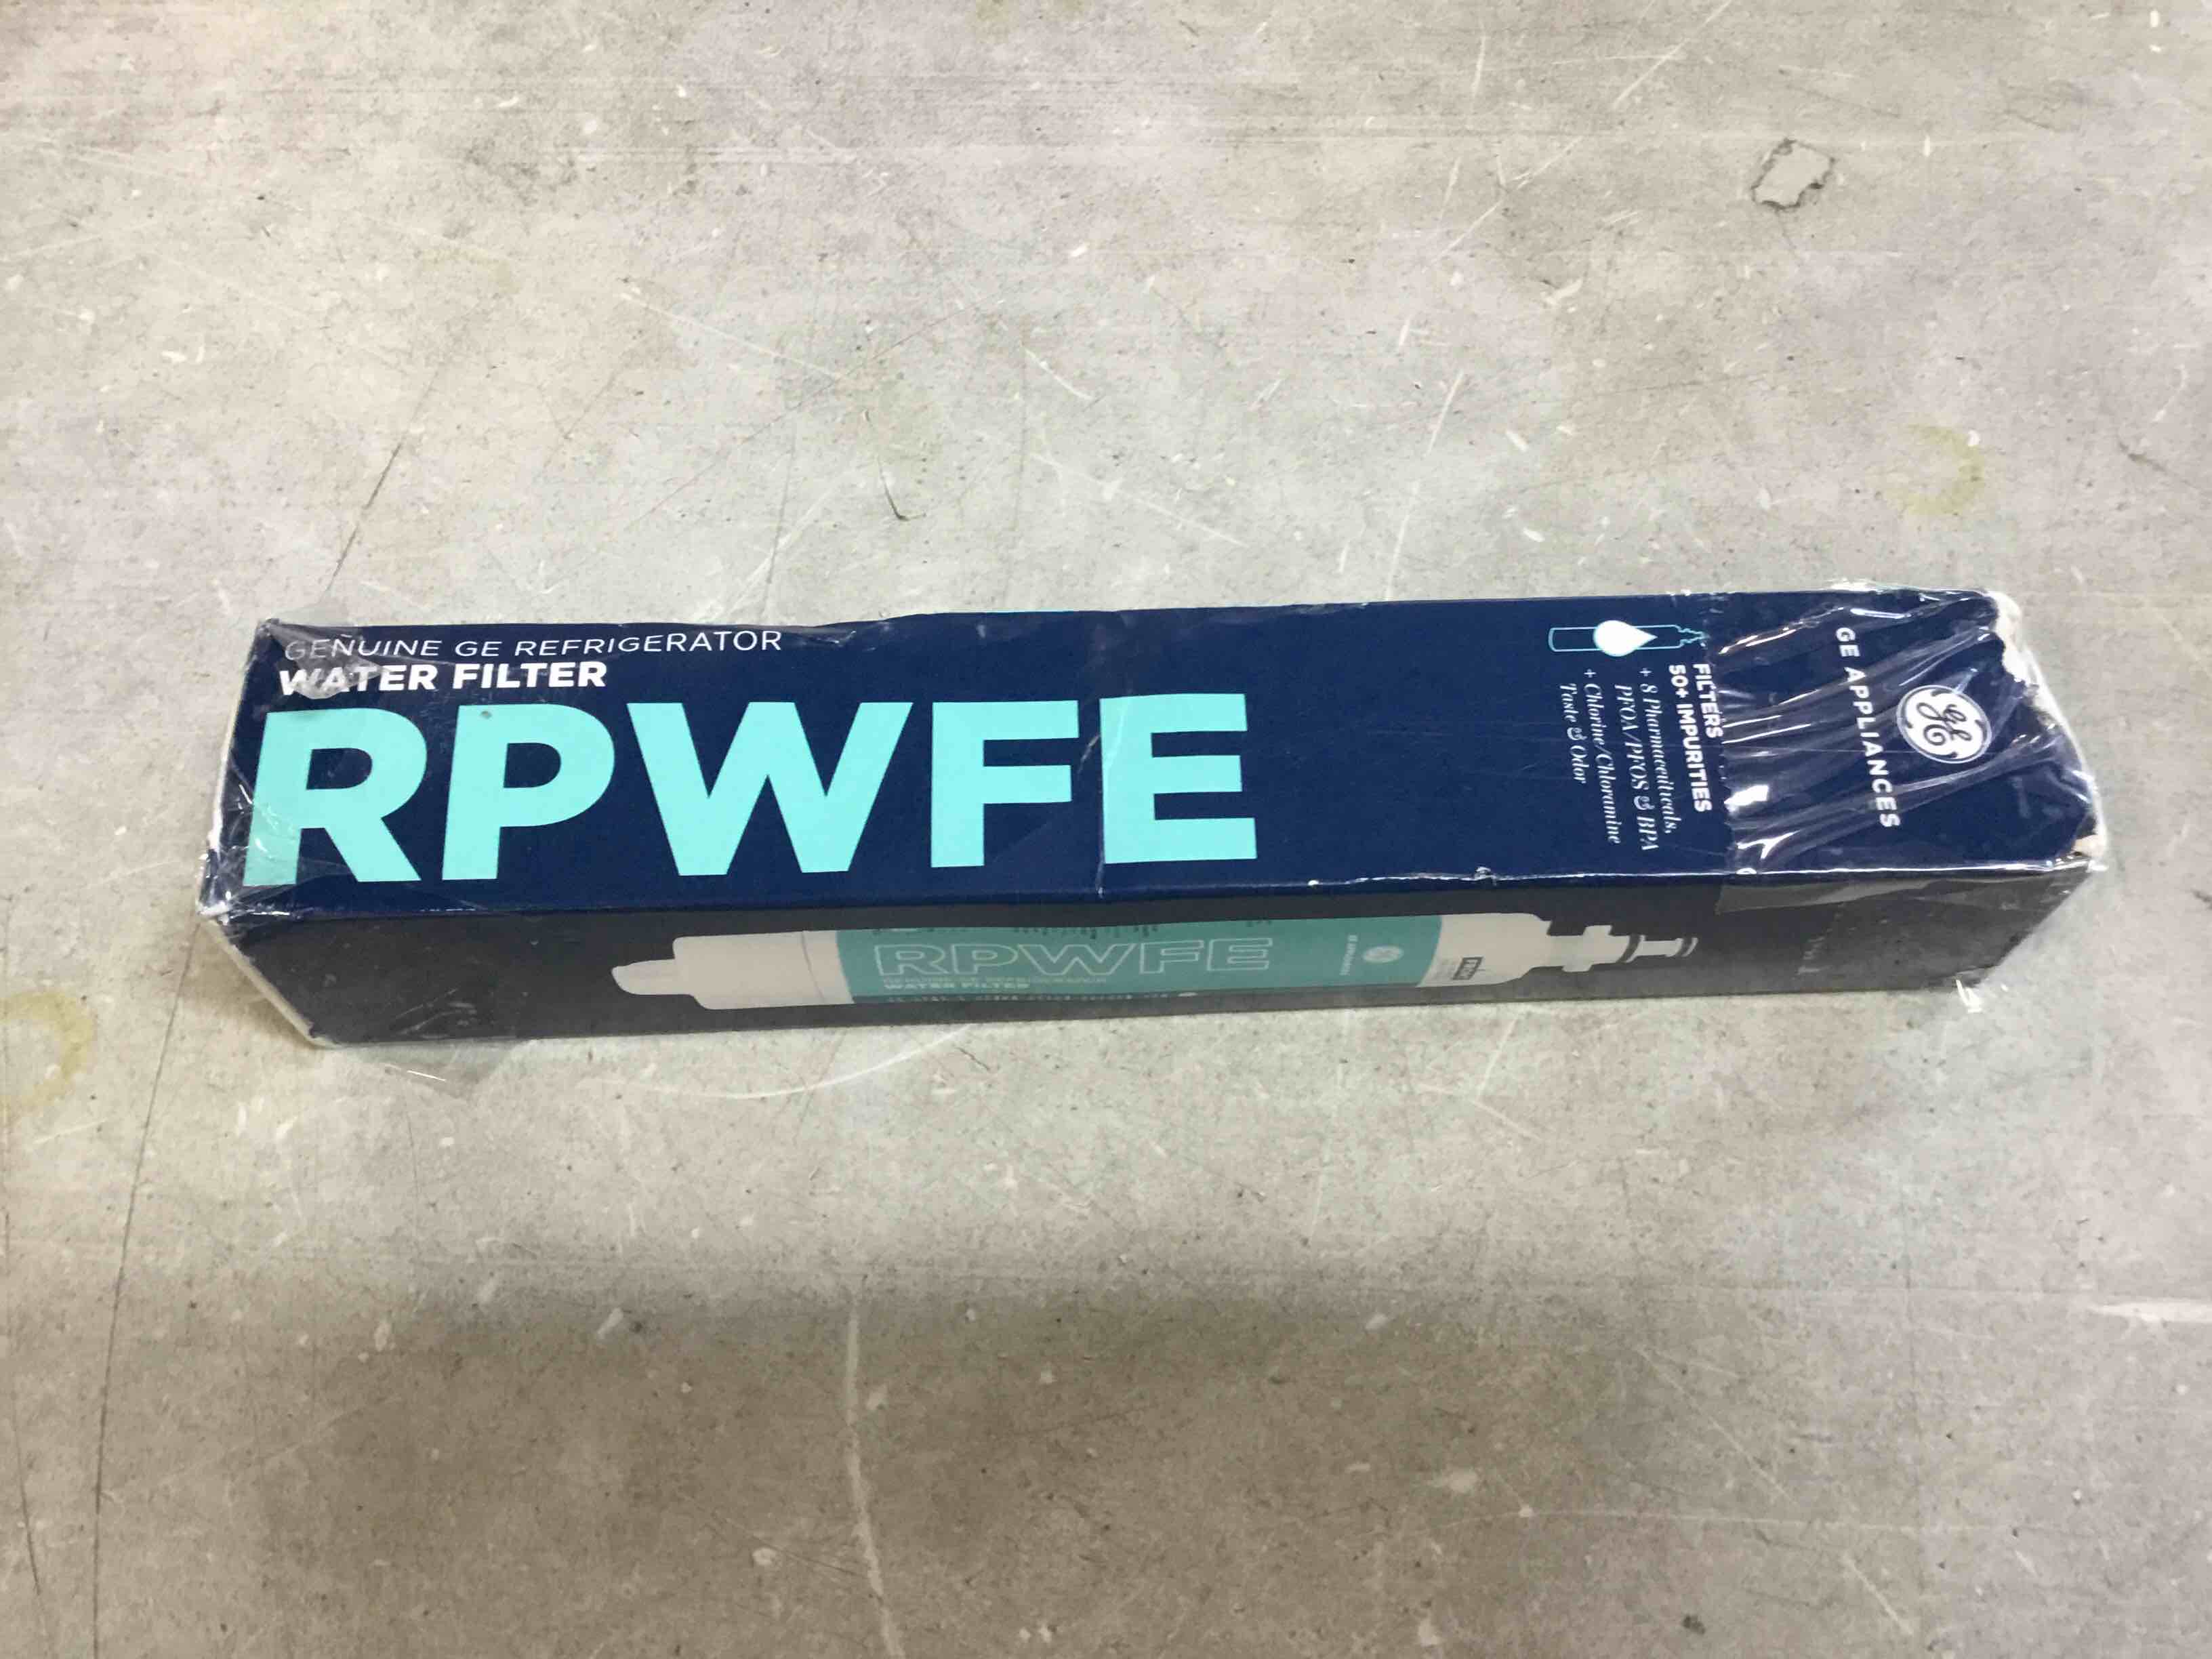 GENUINE GE REFRIGERATOR
WATER FILTER
RPWFE
FILTERS
50+ IMPURITIES
+ 8 Pharmaceuticals,
PFOA/PFOS & BPA
+ Chlorine/Chloramine
Taste & Odor
GE APPLIANCES
RPWFE
WATER FILTER